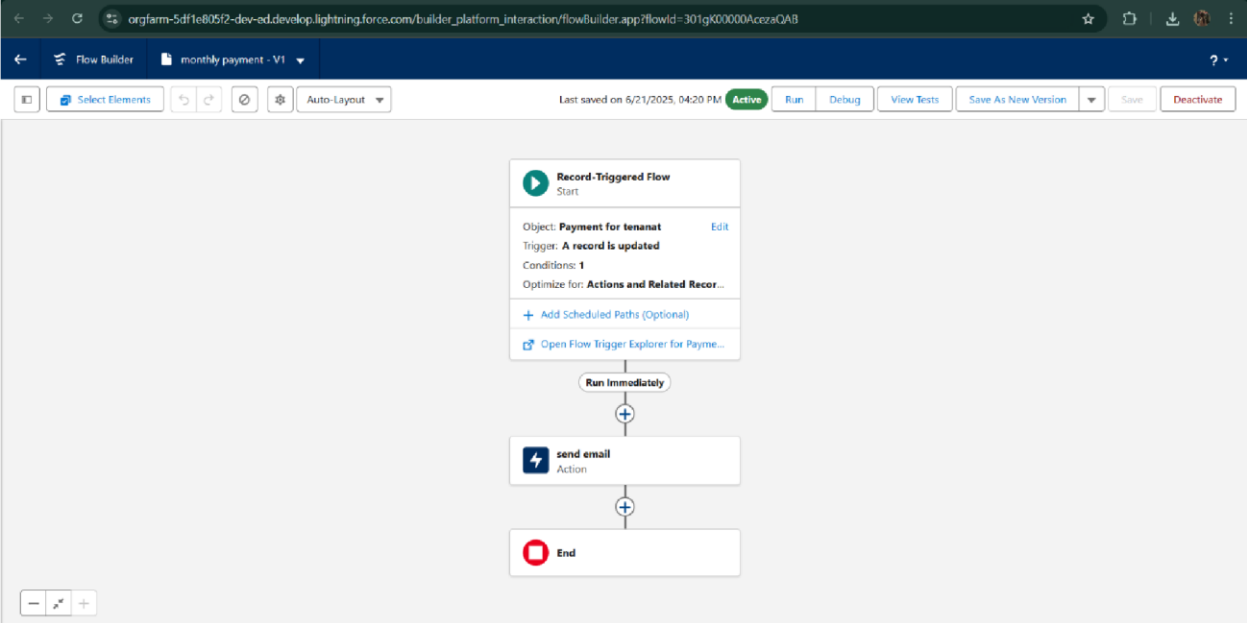 orgfarm-5df1e805f2-dev-ed.develop.lightning.force.com/builder_platform_interaction/flowBuilder.app?flowId=301gK00000AcezaQAB
Flow Builder monthly payment - V1 ?
Select Elements Auto-Layout Last saved on 6/21/2025, 04:20 PM Active Run Debug View Tests Save As New Version Save Deactivate
Record-Triggered Flow
Start
Object: Payment for tenanat Edit
Trigger: A record is updated
Conditions: 1
Optimize for: Actions and Related Recor...
+ Add Scheduled Paths (Optional)
Open Flow Trigger Explorer for Payme...
Run Immediately
send email
Action
End